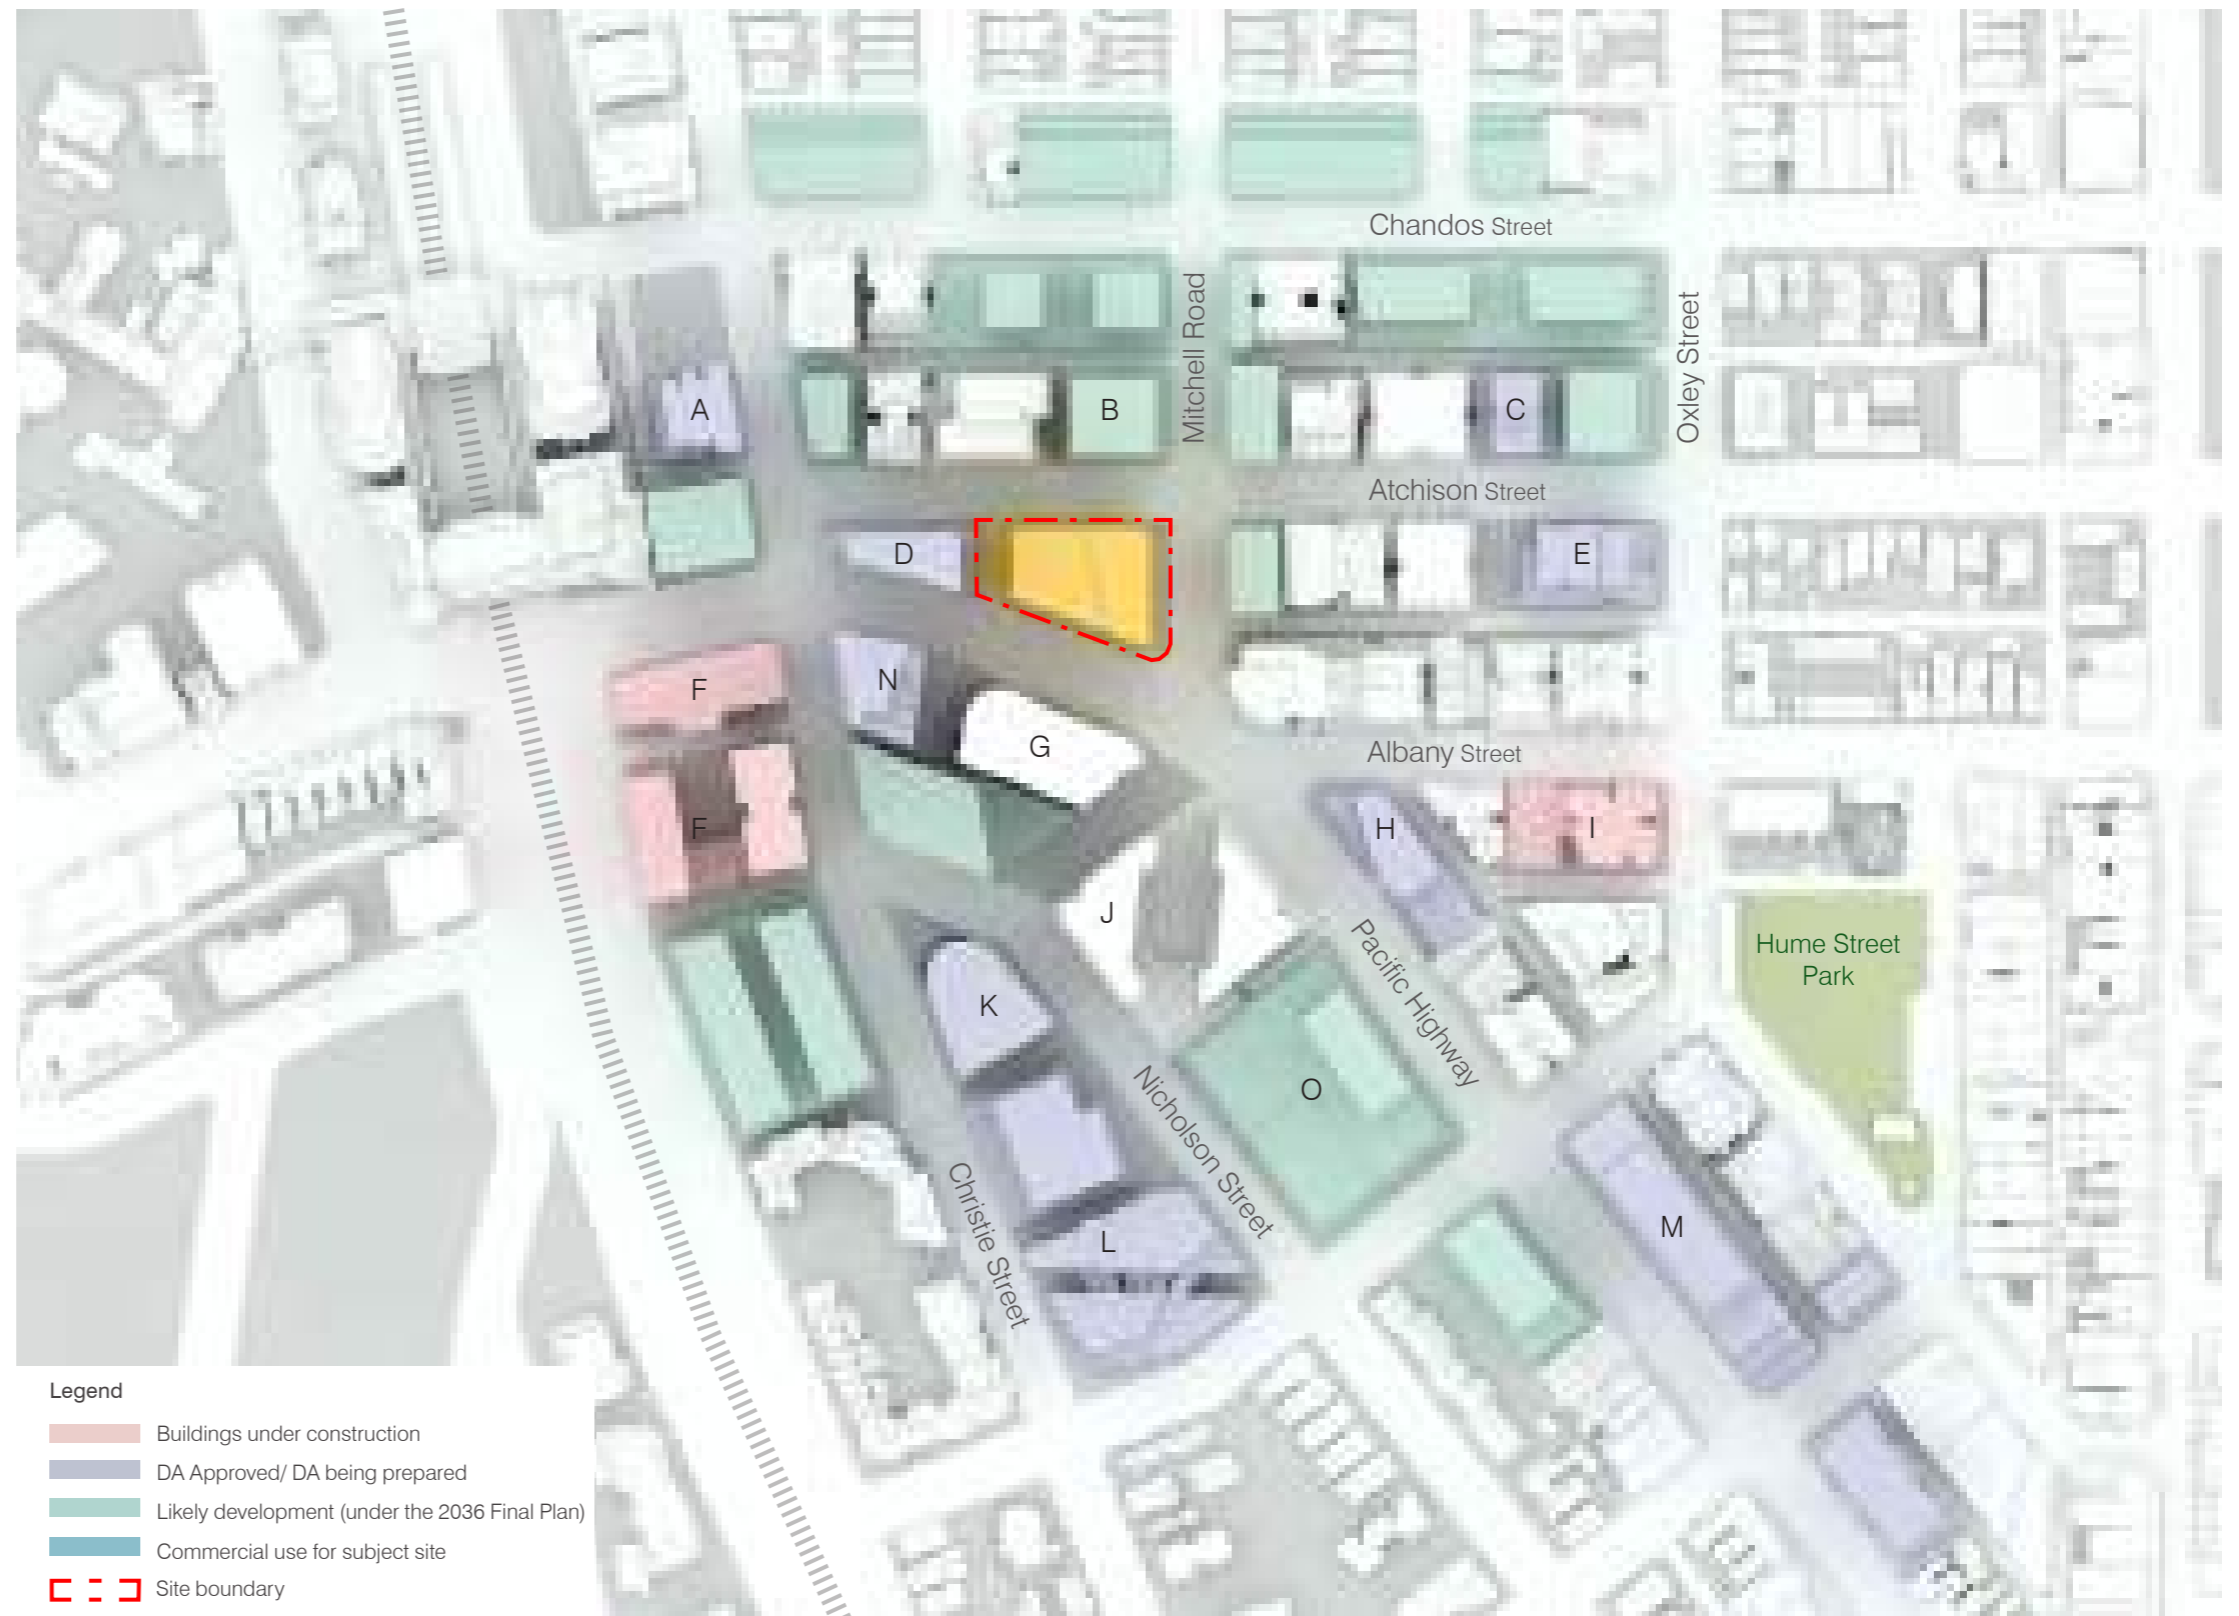 Chandos Street
Mitchell Road
Oxley Street
A
B
C
Atchison Street
D
E
N
F
G
Albany Street
F
H
I
J
Pacific Highway
Hume Street
Park
K
O
Nicholson Street
Christie Street
L
M
Legend
Buildings under construction
DA Approved/ DA being prepared
Likely development (under the 2036 Final Plan)
Commercial use for subject site
Site boundary